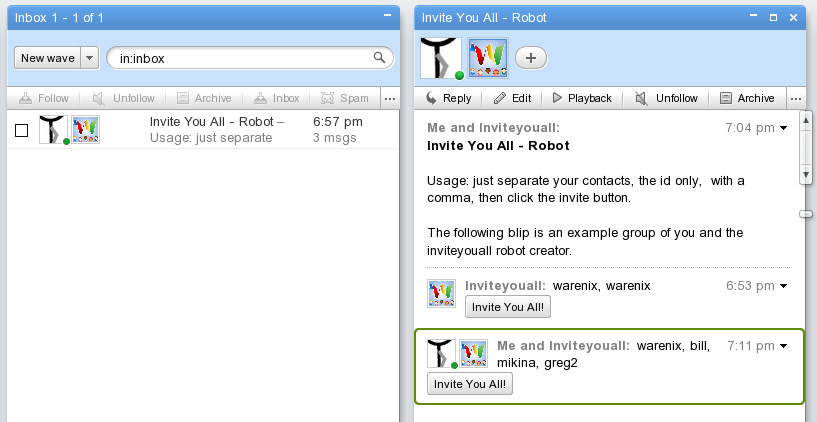 Inbox 1 - 1 of 1
New wave
in:inbox
Follow Unfollow Archive Inbox Spam ...
Invite You All - Robot – 6:57 pm
Usage: just separate 3 msgs
Invite You All - Robot
Reply Edit Playback Unfollow Archive ...
Me and Inviteyouall: 7:04 pm
Invite You All - Robot
Usage: just separate your contacts, the id only, with a
comma, then click the invite button.
The following blip is an example group of you and the
inviteyouall robot creator.
Inviteyouall: warenix, warenix 6:53 pm
Invite You All!
Me and Inviteyouall: warenix, bill, 7:11 pm
mikina, greg2
Invite You All!